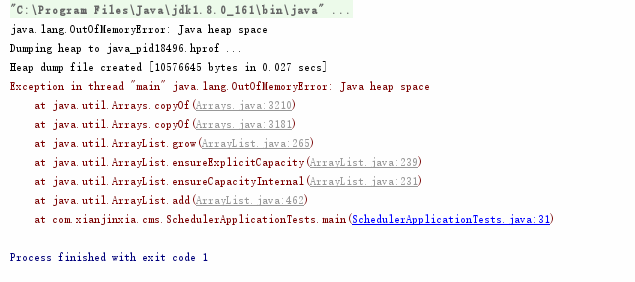 "C:\Program Files\Java\jdk1.8.0_161\bin\java" ...
java.lang.OutOfMemoryError: Java heap space
Dumping heap to java_pid18496.hprof ...
Heap dump file created [10576645 bytes in 0.027 secs]
Exception in thread "main" java.lang.OutOfMemoryError: Java heap space
    at java.util.Arrays.copyOf(Arrays.java:3210)
    at java.util.Arrays.copyOf(Arrays.java:3181)
    at java.util.ArrayList.grow(ArrayList.java:265)
    at java.util.ArrayList.ensureExplicitCapacity(ArrayList.java:239)
    at java.util.ArrayList.ensureCapacityInternal(ArrayList.java:231)
    at java.util.ArrayList.add(ArrayList.java:462)
    at com.xianjinxia.cms.SchedulerApplicationTests.main(SchedulerApplicationTests.java:31)
Process finished with exit code 1